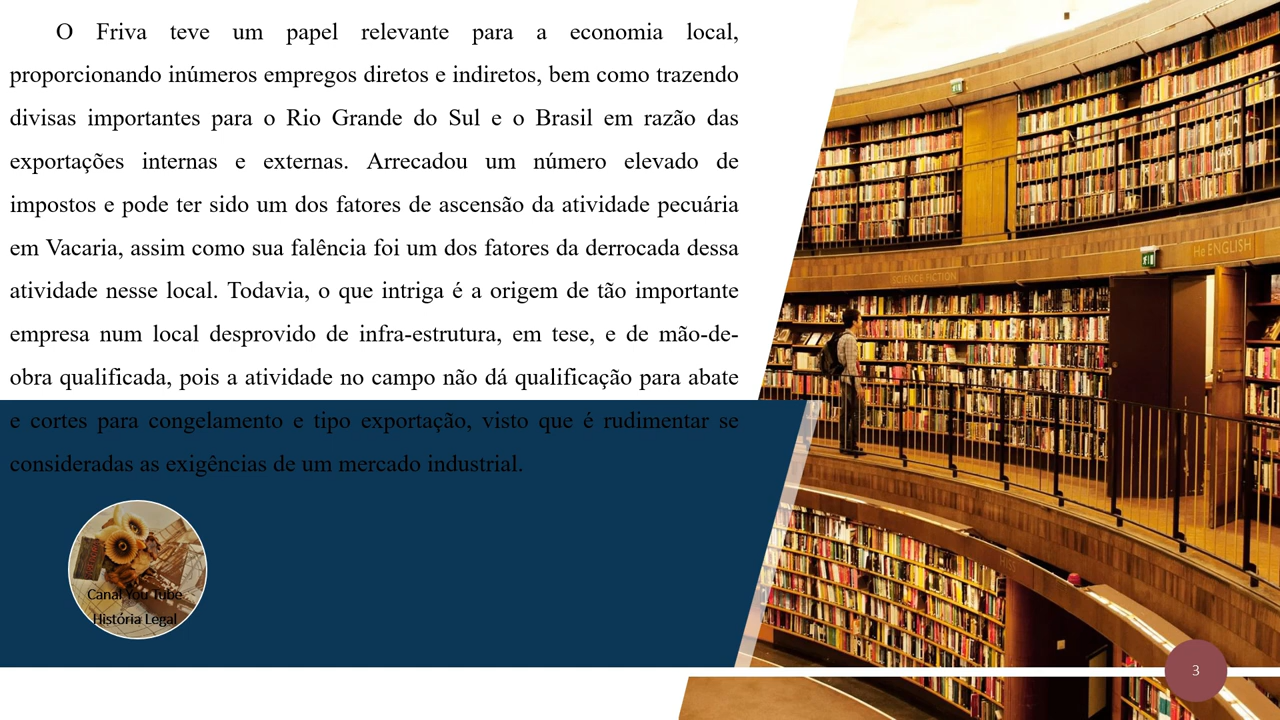 O Friva teve um papel relevante para a economia local,
proporcionando inúmeros empregos diretos e indiretos, bem como trazendo
divisas importantes para o Rio Grande do Sul e o Brasil em razão das
exportações internas e externas. Arrecadou um número elevado de
impostos e pode ter sido um dos fatores de ascensão da atividade pecuária
em Vacaria, assim como sua falência foi um dos fatores da derrocada dessa
atividade nesse local. Todavia, o que intriga é a origem de tão importante
empresa num local desprovido de infra-estrutura, em tese, e de mão-de-
obra qualificada, pois a atividade no campo não dá qualificação para abate
e cortes para congelamento e tipo exportação, visto que é rudimentar se
consideradas as exigências de um mercado industrial.
He ENGLISH
SCIENCE FICTION
Canal You Tube
História Legal
3